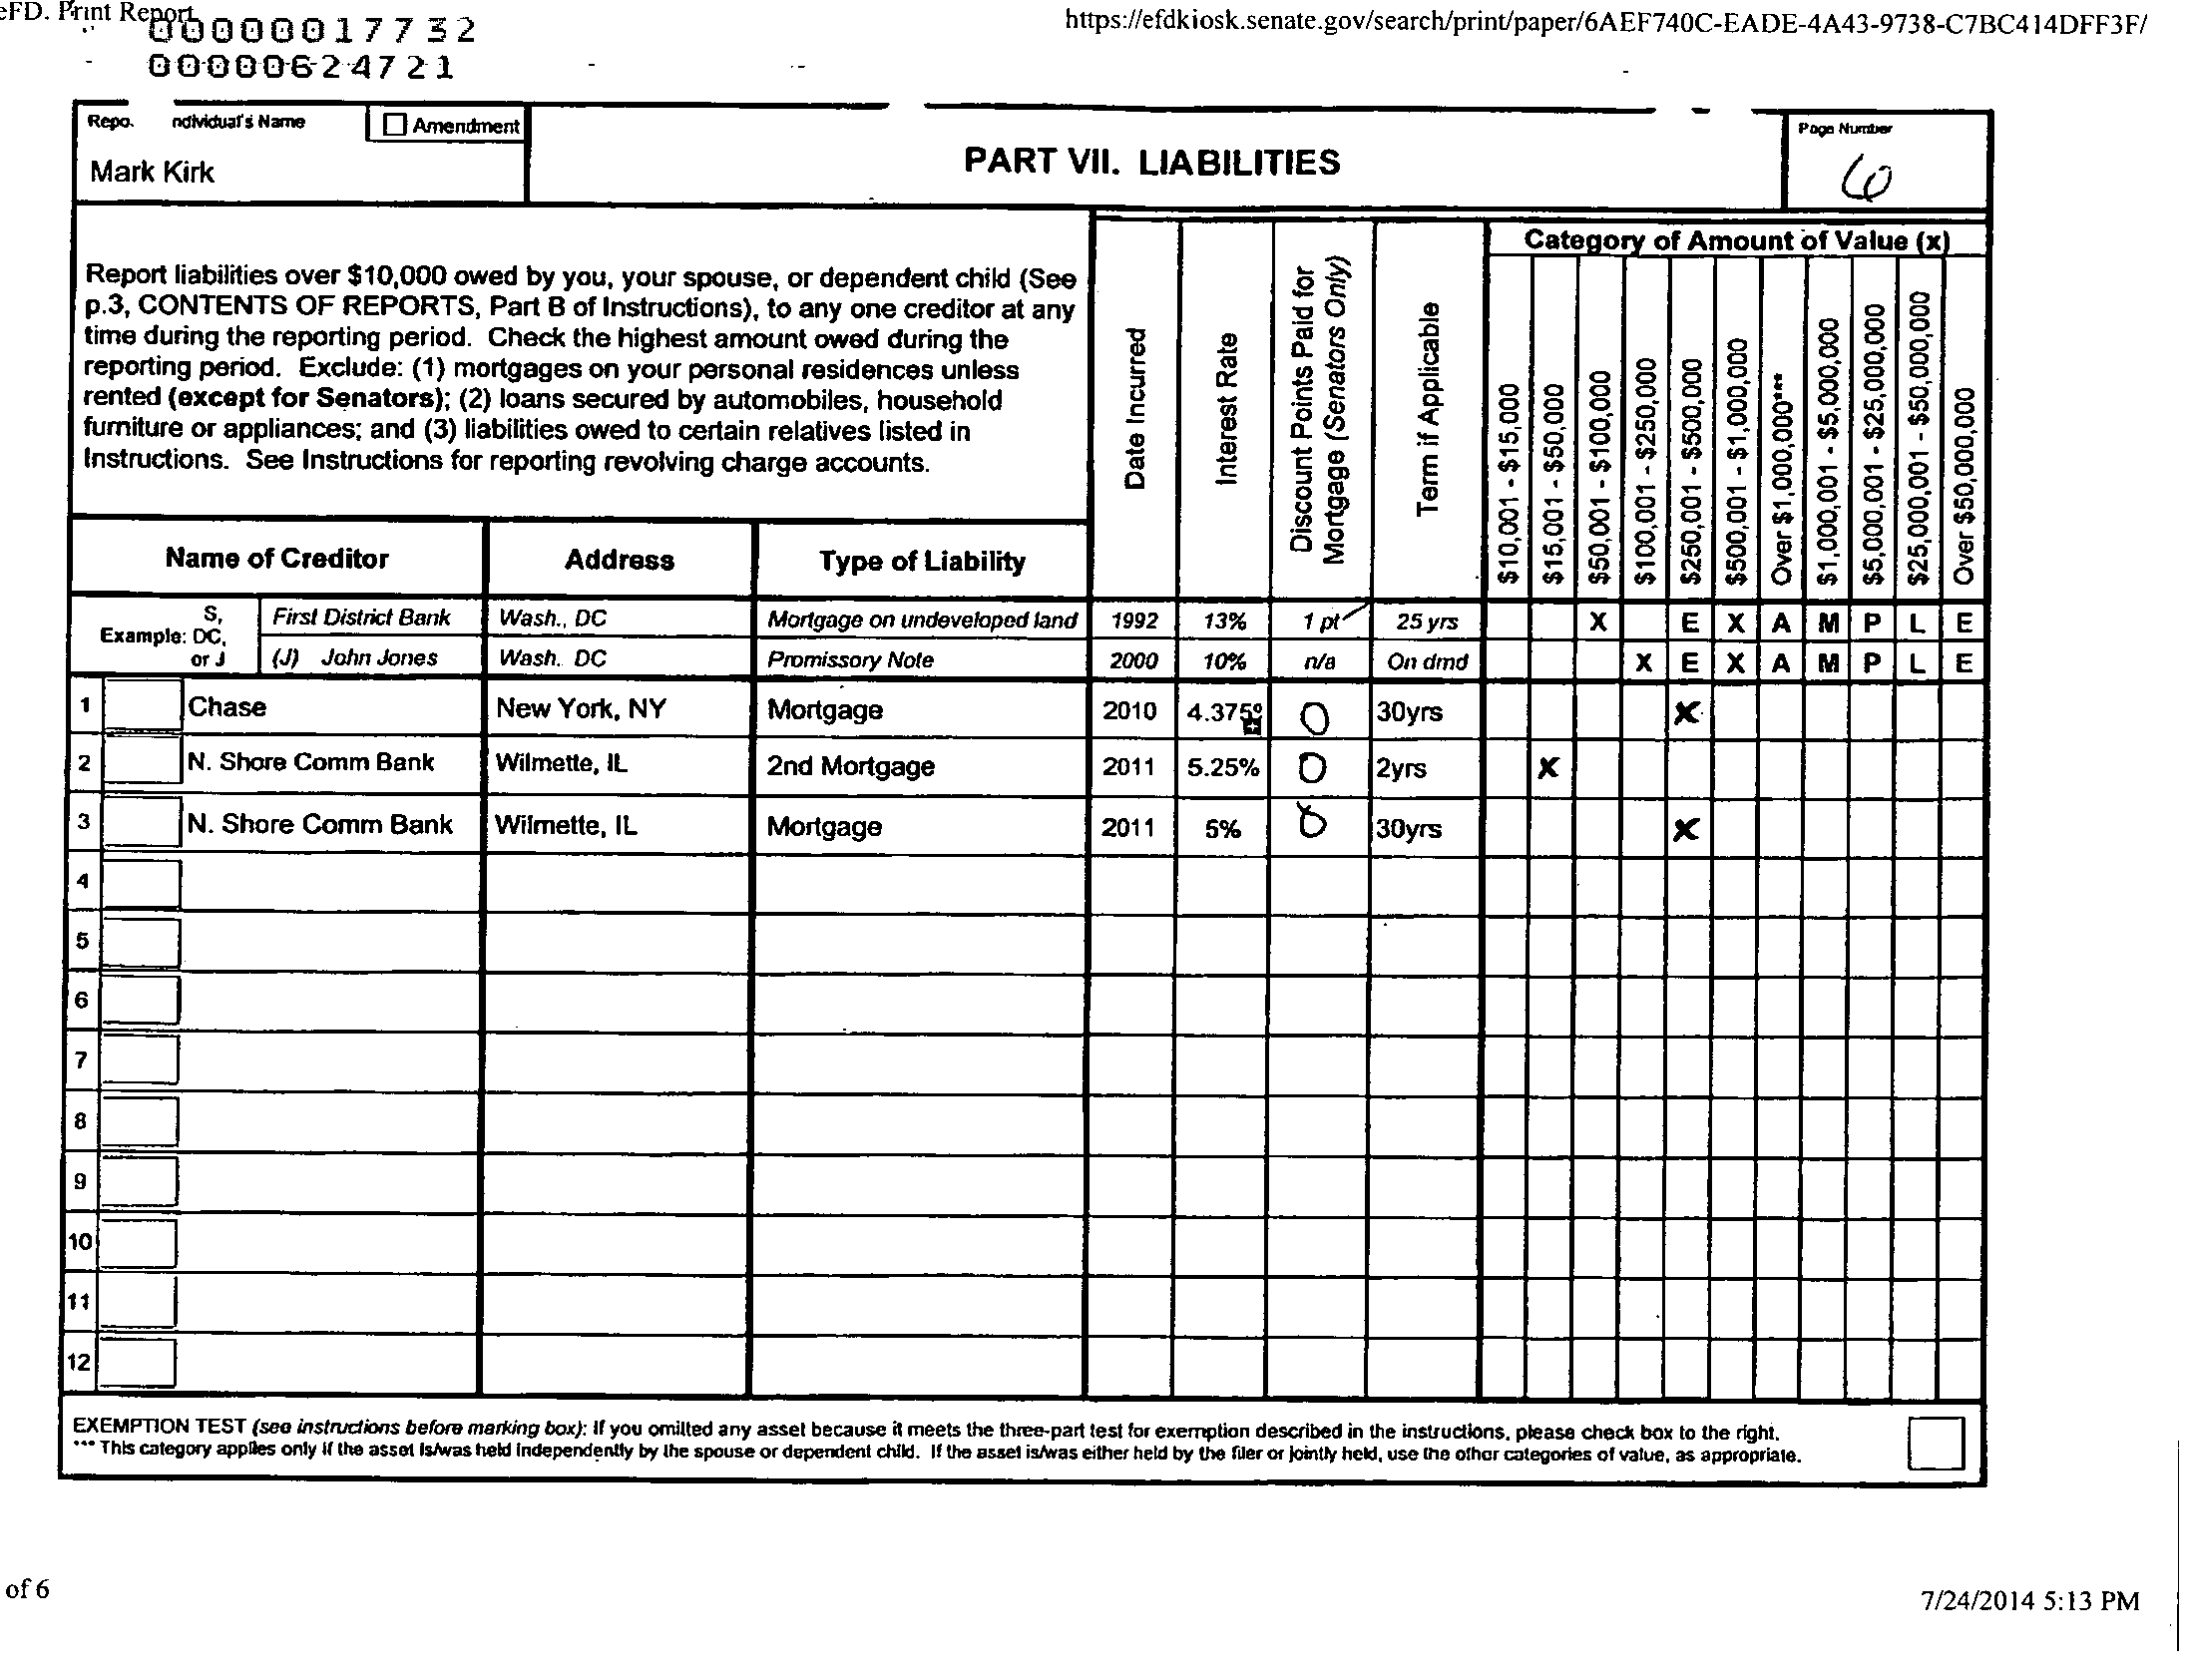 eFD. Print Report
https://efdkiosk.senate.gov/search/print/paper/6AEF740C-EADE-4A43-9738-C7BC414DFF3F/
00000017732
00000624721
Repo. ndividual's Name
Amendment
Mark Kirk
PART VII. LIABILITIES
Page Number
6
Report liabilities over $10,000 owed by you, your spouse, or dependent child (See
p.3, CONTENTS OF REPORTS, Part B of Instructions), to any one creditor at any
time during the reporting period. Check the highest amount owed during the
reporting period. Exclude: (1) mortgages on your personal residences unless
rented (except for Senators); (2) loans secured by automobiles, household
furniture or appliances; and (3) liabilities owed to certain relatives listed in
Instructions. See Instructions for reporting revolving charge accounts.
Date Incurred
Interest Rate
Discount Points Paid for
Mortgage (Senators Only)
Term if Applicable
Category of Amount of Value (x)
$10,001 - $15,000
$15,001 - $50,000
$50,001 - $100,000
$100,001 - $250,000
$250,001 - $500,000
$500,001 - $1,000,000
Over $1,000,000***
$1,000,001 - $5,000,000
$5,000,001 - $25,000,000
$25,000,001 - $50,000,000
Over $50,000,000
Name of Creditor Address Type of Liability
Example: S, DC, or J
First District Bank Wash., DC Mortgage on undeveloped land 1992 13% 1 pt 25 yrs X E X A M P L E
(J) John Jones Wash. DC Promissory Note 2000 10% n/a On dmd X E X A M P L E
1 Chase New York, NY Mortgage 2010 4.375% 0 30yrs X
2 N. Shore Comm Bank Wilmette, IL 2nd Mortgage 2011 5.25% 0 2yrs X
3 N. Shore Comm Bank Wilmette, IL Mortgage 2011 5% 0 30yrs X
4
5
6
7
8
9
10
11
12
EXEMPTION TEST (see instructions before marking box): If you omitted any asset because it meets the three-part test for exemption described in the instructions, please check box to the right.
*** This category applies only if the asset is/was held independently by the spouse or dependent child. If the asset is/was either held by the filer or jointly held, use the other categories of value, as appropriate.
of 6
7/24/2014 5:13 PM